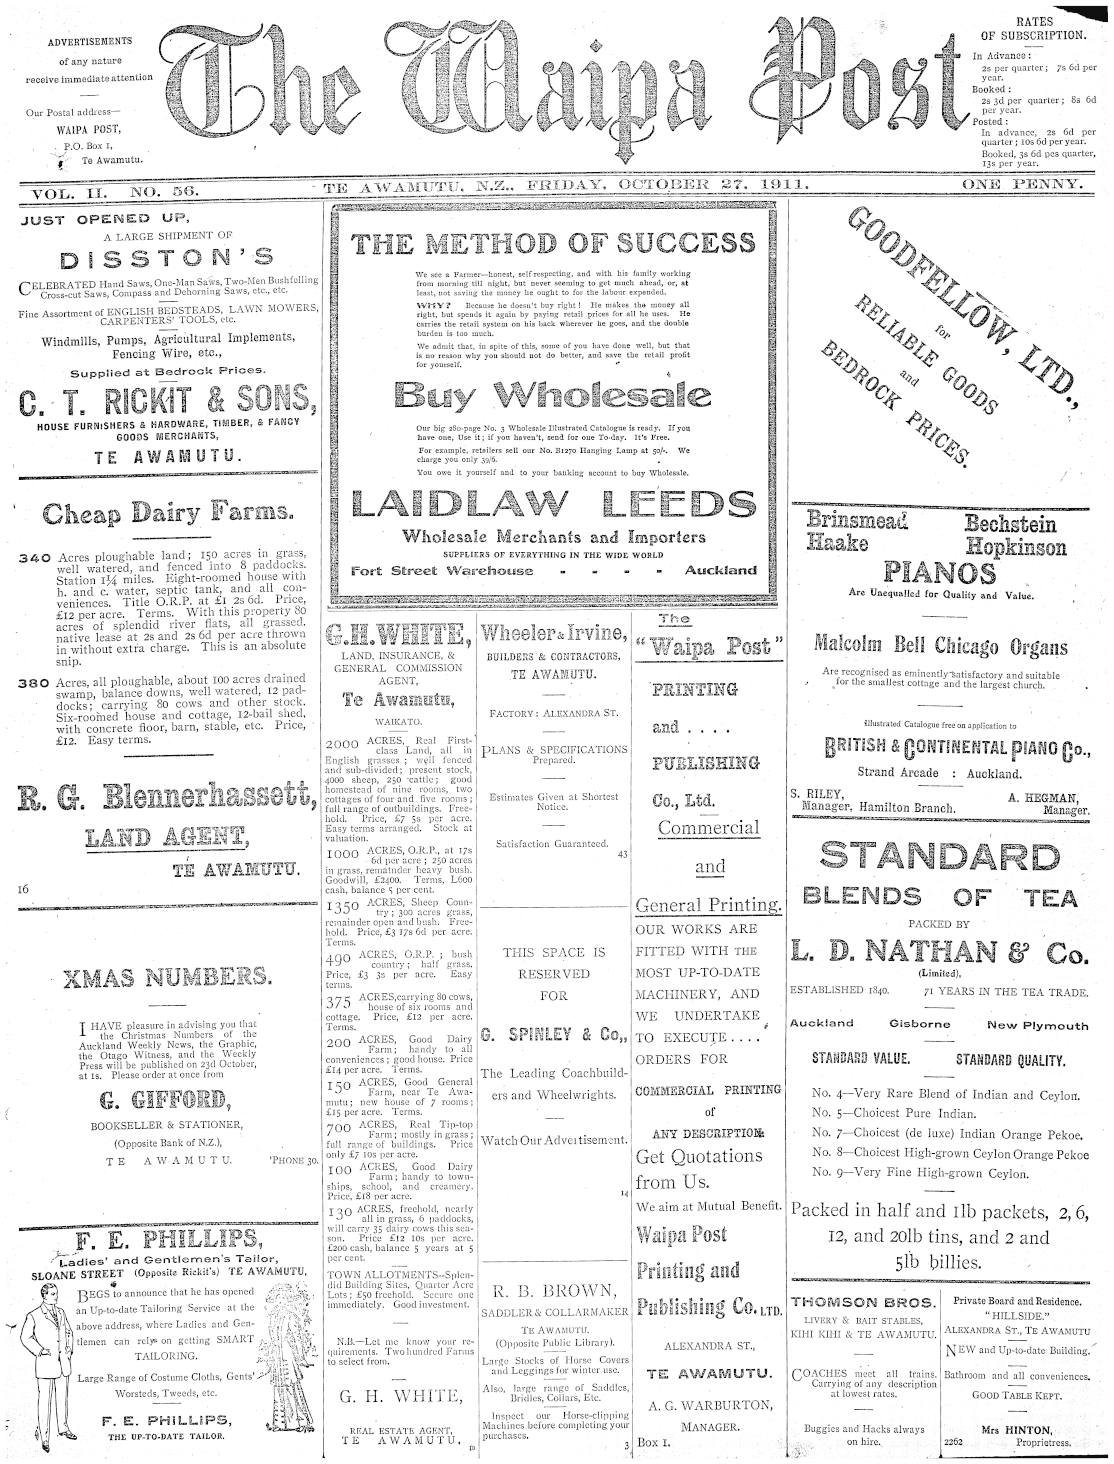 ADVERTISEMENTS
of any nature
receive immediate attention
Our Postal address—
WAIPA POST,
P.O. Box 1,
Te Awamutu.
The Waipa Post
RATES
OF SUBSCRIPTION.
In Advance :
2s per quarter ; 7s 6d per
year.
Booked :
2s 3d per quarter ; 8s 6d
per year.
Posted :
In advance, 2s 6d per
quarter ; 10s 6d per year.
Booked, 3s 6d pes quarter,
13s per year.
VOL. II. NO. 56.
TE AWAMUTU, N.Z., FRIDAY, OCTOBER 27, 1911.
ONE PENNY.
JUST OPENED UP,
A LARGE SHIPMENT OF
DISSTON'S
CELEBRATED Hand Saws, One-Man Saws, Two-Men Bushfelling
Cross-cut Saws, Compass and Dehorning Saws, etc., etc.
Fine Assortment of ENGLISH BEDSTEADS, LAWN MOWERS,
CARPENTERS' TOOLS, etc.
Windmills, Pumps, Agricultural Implements,
Fencing Wire, etc.,
Supplied at Bedrock Prices.
C. T. RICKIT & SONS,
HOUSE FURNISHERS & HARDWARE, TIMBER, & FANCY
GOODS MERCHANTS,
TE AWAMUTU.
Cheap Dairy Farms.
340 Acres ploughable land ; 150 acres in grass,
well watered, and fenced into 8 paddocks.
Station 1¼ miles. Eight-roomed house with
h. and c. water, septic tank, and all con-
veniences. Title O.R.P. at £1 2s 6d. Price,
£12 per acre. Terms. With this property 80
acres of splendid river flats, all grassed.
native lease at 2s and 2s 6d per acre thrown
in without extra charge. This is an absolute
snip.
380 Acres, all ploughable, about 100 acres drained
swamp, balance downs, well watered, 12 pad-
docks ; carrying 80 cows and other stock.
Six-roomed house and cottage, 12-bail shed,
with concrete floor, barn, stable, etc. Price,
£12. Easy terms.
R. G. Blennerhassett,
LAND AGENT,
TE AWAMUTU.
16
XMAS NUMBERS.
I HAVE pleasure in advising you that
the Christmas Numbers of the
Auckland Weekly News, the Graphic,
the Otago Witness, and the Weekly
Press will be published on 23d October,
at 1s. Please order at once from
G. GIFFORD,
BOOKSELLER & STATIONER,
(Opposite Bank of N.Z.),
TE AWAMUTU.
'PHONE 30.
F. E. PHILLIPS,
Ladies' and Gentlemen's Tailor,
SLOANE STREET (Opposite Rickit's) TE AWAMUTU,
BEGS to announce that he has opened
an Up-to-date Tailoring Service at the
above address, where Ladies and Gen-
tlemen can rely on getting SMART
TAILORING.
Large Range of Costume Cloths, Gents'
Worsteds, Tweeds, etc.
F. E. PHILLIPS,
THE UP-TO-DATE TAILOR.
THE METHOD OF SUCCESS
We see a Farmer—honest, self respecting, and with his family working
from morning till night, but never seeming to get much ahead, or, at
least, not saving the money he ought to for the labour expended.
WHY ? Because he doesn't buy right ! He makes the money all
right, but spends it again by paying retail prices for all he uses. He
carries the retail system on his back wherever he goes, and the double
burden is too much.
We admit that, in spite of this, some of you have done well, but that
is no reason why you should not do better, and save the retail profit
for yourself.
Buy Wholesale
Our big 280-page No. 3 Wholesale Illustrated Catalogue is ready. If you
have one, Use it ; if you haven't, send for one To-day. It's Free.
For example, retailers sell our No. B1270 Hanging Lamp at 50/-. We
charge you only 39/6.
You owe it yourself and to your banking account to buy Wholesale.
LAIDLAW LEEDS
Wholesale Merchants and Importers
SUPPLIERS OF EVERYTHING IN THE WIDE WORLD
Fort Street Warehouse - - - - Auckland
G. H. WHITE,
LAND, INSURANCE, &
GENERAL COMMISSION
AGENT,
Te Awamutu,
WAIKATO.
2000 ACRES, Real First-
class Land, all in
English grasses ; well fenced
and sub-divided ; present stock,
4000 sheep, 250 cattle ; good
homestead of nine rooms, two
cottages of four and five rooms ;
full range of outbuildings. Free-
hold. Price, £7 5s per acre.
Easy terms arranged. Stock at
valuation.
1000 ACRES, O.R.P., at 17s
6d per acre ; 250 acres
in grass, remainder heavy bush.
Goodwill, £2400. Terms, L600
cash, balance 5 per cent.
1350 ACRES, Sheep Coun-
try ; 300 acres grass,
remainder open and bush. Free-
hold. Price, £3 17s 6d per acre.
Terms.
490 ACRES, O.R.P. ; bush
country ; half grass.
Price, £3 3s per acre. Easy
terms.
375 ACRES, carrying 80 cows,
house of six rooms and
cottage. Price, £12 per acre.
Terms.
200 ACRES, Good Dairy
Farm ; handy to all
conveniences ; good house. Price
£14 per acre. Terms.
150 ACRES, Good General
Farm, near Te Awa-
mutu ; new house of 7 rooms ;
£15 per acre. Terms.
700 ACRES, Real Tip-top
Farm ; mostly in grass ;
full range of buildings. Price
only £7 10s per acre.
100 ACRES, Good Dairy
Farm ; handy to town-
ships, school, and creamery.
Price, £18 per acre.
130 ACRES, freehold, nearly
all in grass, 6 paddocks,
will carry 35 dairy cows this sea-
son. Price £12 10s per acre.
£200 cash, balance 5 years at 5
per cent.
TOWN ALLOTMENTS--Splen-
did Building Sites, Quarter Acre
Lots ; £50 freehold. Secure one
immediately. Good investment.
N.B.—Let me know your re-
quirements. Two hundred Farms
to select from.
G. H. WHITE,
REAL ESTATE AGENT,
TE AWAMUTU,
10
Wheeler & Irvine,
BUILDERS & CONTRACTORS,
TE AWAMUTU.
FACTORY : ALEXANDRA ST.
PLANS & SPECIFICATIONS
Prepared.
Estimates Given at Shortest
Notice.
Satisfaction Guaranteed.
43
THIS SPACE IS
RESERVED
FOR
G. SPINLEY & Co.,
The Leading Coachbuild-
ers and Wheelwrights.
Watch Our Advertisement.
14
R. B. BROWN,
SADDLER & COLLARMAKER
TE AWAMUTU.
(Opposite Public Library).
Large Stocks of Horse Covers
and Leggings for winter use.
Also, large range of Saddles,
Bridles, Collars, Etc.
Inspect our Horse-clipping
Machines before completing your
purchases.
3
The
"Waipa Post"
PRINTING
and . . . .
PUBLISHING
Co., Ltd.
Commercial
and
General Printing.
OUR WORKS ARE
FITTED WITH THE
MOST UP-TO-DATE
MACHINERY, AND
WE UNDERTAKE
TO EXECUTE . . . .
ORDERS FOR
COMMERCIAL PRINTING
of
ANY DESCRIPTION.
Get Quotations
from Us.
We aim at Mutual Benefit.
Waipa Post
Printing and
Publishing Co. LTD.
ALEXANDRA ST.,
TE AWAMUTU.
A. G. WARBURTON,
MANAGER.
Box 1.
GOODFELLOW, LTD.,
for
RELIABLE GOODS
and
BEDROCK PRICES.
Brinsmead Bechstein
Haake Hopkinson
PIANOS
Are Unequalled for Quality and Value.
Malcolm Bell Chicago Organs
Are recognised as eminently satisfactory and suitable
for the smallest cottage and the largest church.
Illustrated Catalogue free on application to
BRITISH & CONTINENTAL PIANO Co.,
Strand Arcade : Auckland.
S. RILEY,
Manager, Hamilton Branch.
A. HEGMAN,
Manager.
STANDARD
BLENDS OF TEA
PACKED BY
L. D. NATHAN & Co.
(Limited),
ESTABLISHED 1840. 71 YEARS IN THE TEA TRADE.
Auckland Gisborne New Plymouth
STANDARD VALUE. STANDARD QUALITY.
No. 4—Very Rare Blend of Indian and Ceylon.
No. 5—Choicest Pure Indian.
No. 7—Choicest (de luxe) Indian Orange Pekoe.
No. 8—Choicest High-grown Ceylon Orange Pekoe
No. 9—Very Fine High-grown Ceylon.
Packed in half and 1lb packets, 2, 6,
12, and 20lb tins, and 2 and
5lb billies.
THOMSON BROS.
LIVERY & BAIT STABLES,
KIHI KIHI & TE AWAMUTU.
COACHES meet all trains.
Carrying of any description
at lowest rates.
Buggies and Hacks always
on hire.
Private Board and Residence.
"HILLSIDE."
ALEXANDRA ST., TE AWAMUTU
NEW and Up-to-date Building.
Bathroom and all conveniences.
GOOD TABLE KEPT.
Mrs HINTON,
2262 Proprietress.